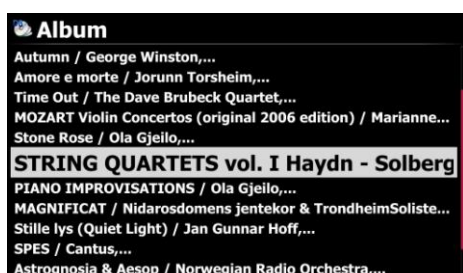 Album
Autumn / George Winston,...
Amore e morte / Jorunn Torsheim,...
Time Out / The Dave Brubeck Quartet,...
MOZART Violin Concertos (original 2006 edition) / Marianne...
Stone Rose / Ola Gjeilo,...
STRING QUARTETS vol. I Haydn - Solberg
PIANO IMPROVISATIONS / Ola Gjeilo,...
MAGNIFICAT / Nidarosdomens jentekor & TrondheimSoliste...
Stille lys (Quiet Light) / Jan Gunnar Hoff,...
SPES / Cantus,...
Astrognosia & Aesop / Norwegian Radio Orchestra,...